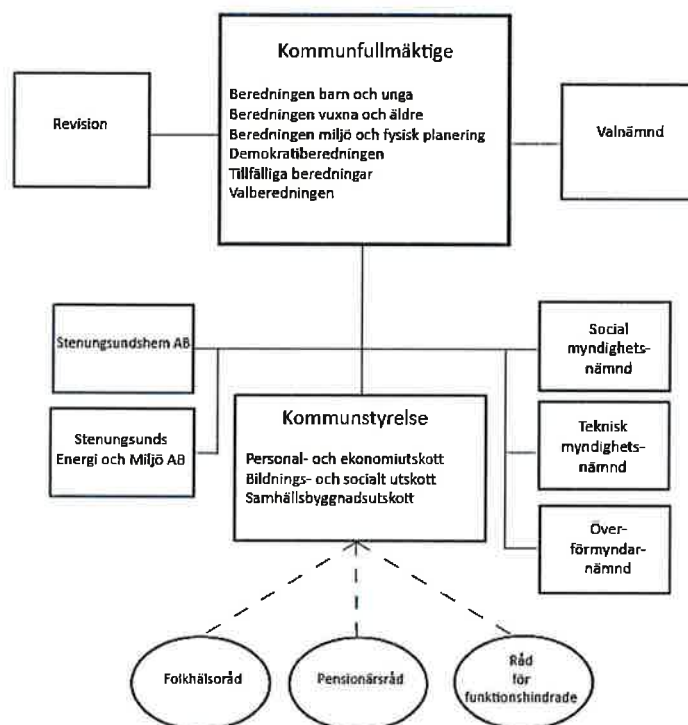 Kommunfullmäktige
Beredningen barn och unga
Beredningen vuxna och äldre
Beredningen miljö och fysisk planering
Demokratiberedningen
Tillfälliga beredningar
Valberedningen
Revision
Valnämnd
Stenungsundshem AB
Stenungsunds
Energi och Miljö AB
Social
myndighets-
nämnd
Teknisk
myndighets-
nämnd
Över-
förmyndar-
nämnd
Kommunstyrelse
Personal- och ekonomiutskott
Bildnings- och socialt utskott
Samhällsbyggnadsutskott
Folkhälsoråd
Pensionärsråd
Råd
för
funktionshindrade